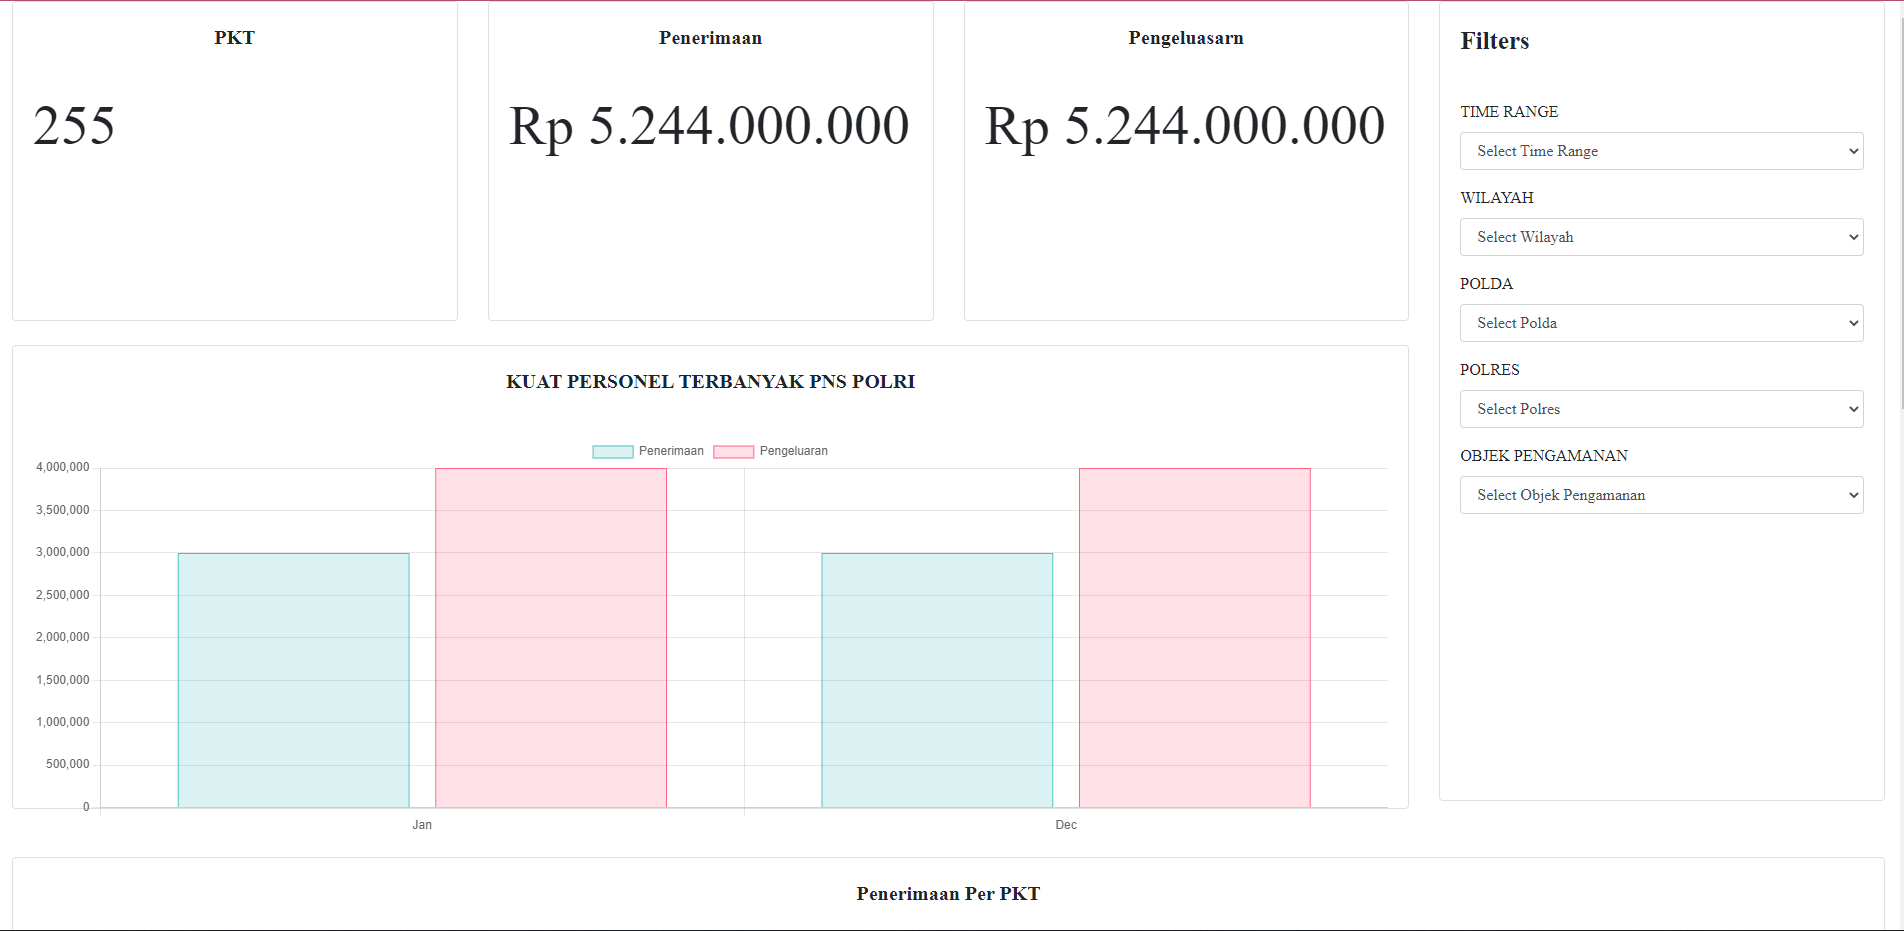 PKT
255
Penerimaan
Rp 5.244.000.000
Pengeluasarn
Rp 5.244.000.000
Filters
TIME RANGE
Select Time Range
WILAYAH
Select Wilayah
POLDA
Select Polda
POLRES
Select Polres
OBJEK PENGAMANAN
Select Objek Pengamanan
KUAT PERSONEL TERBANYAK PNS POLRI
Penerimaan Pengeluaran
4,000,000
3,500,000
3,000,000
2,500,000
2,000,000
1,500,000
1,000,000
500,000
0
Jan Dec
Penerimaan Per PKT